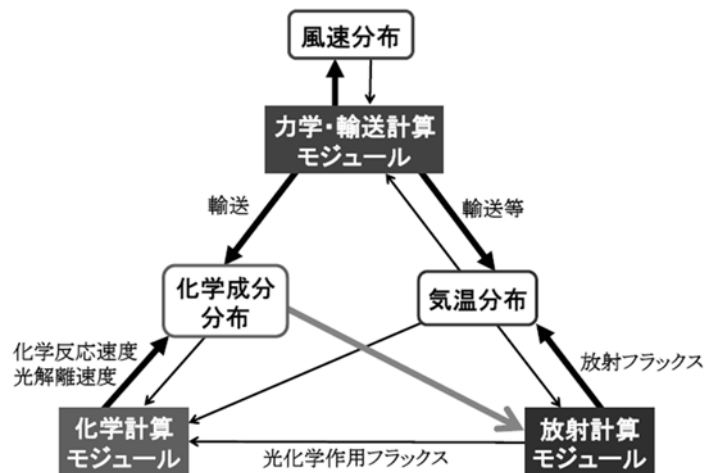 風速分布
力学・輸送計算
モジュール
輸送
輸送等
化学成分
分布
気温分布
化学反応速度
光解離速度
放射フラックス
化学計算
モジュール
光化学作用フラックス
放射計算
モジュール